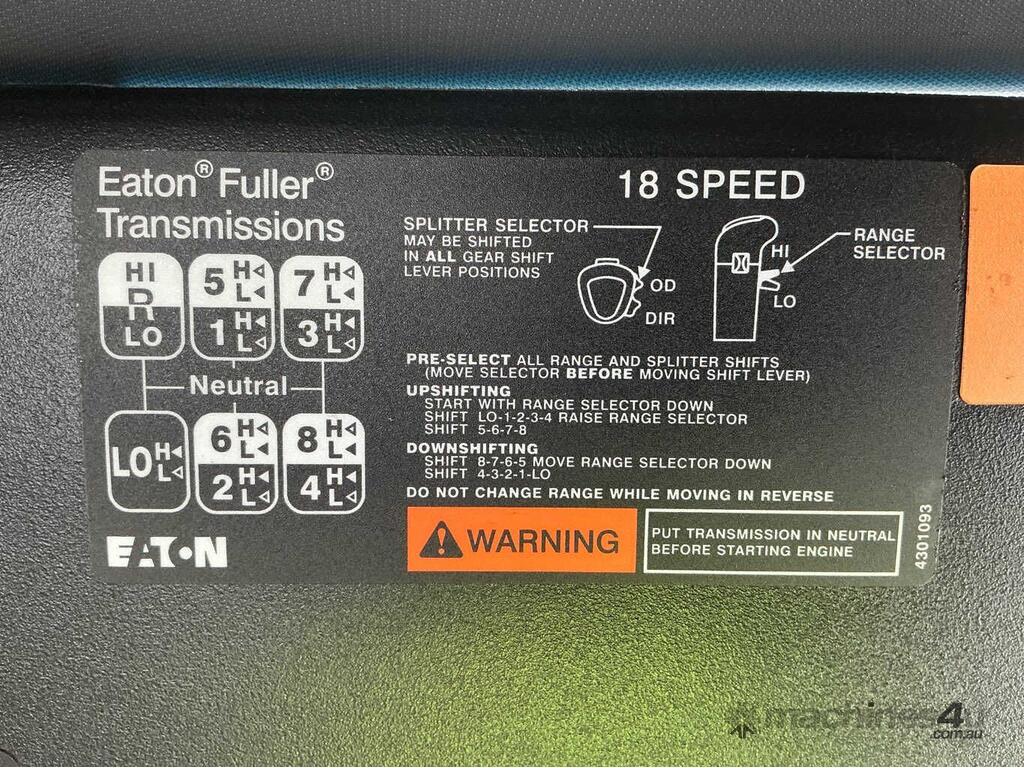 Eaton® Fuller®
Transmissions
18 SPEED
SPLITTER SELECTOR
MAY BE SHIFTED
IN ALL GEAR SHIFT
LEVER POSITIONS
OD
DIR
HI
LO
RANGE
SELECTOR
HI
R
LO
5 H L
1 H L
7 H L
3 H L
Neutral
LO H L
6 H L
2 H L
8 H L
4 H L
PRE-SELECT ALL RANGE AND SPLITTER SHIFTS
(MOVE SELECTOR BEFORE MOVING SHIFT LEVER)
UPSHIFTING
START WITH RANGE SELECTOR DOWN
SHIFT LO-1-2-3-4 RAISE RANGE SELECTOR
SHIFT 5-6-7-8
DOWNSHIFTING
SHIFT 8-7-6-5 MOVE RANGE SELECTOR DOWN
SHIFT 4-3-2-1-LO
DO NOT CHANGE RANGE WHILE MOVING IN REVERSE
EATON
WARNING
PUT TRANSMISSION IN NEUTRAL
BEFORE STARTING ENGINE
4301093
machines4u
.com.au